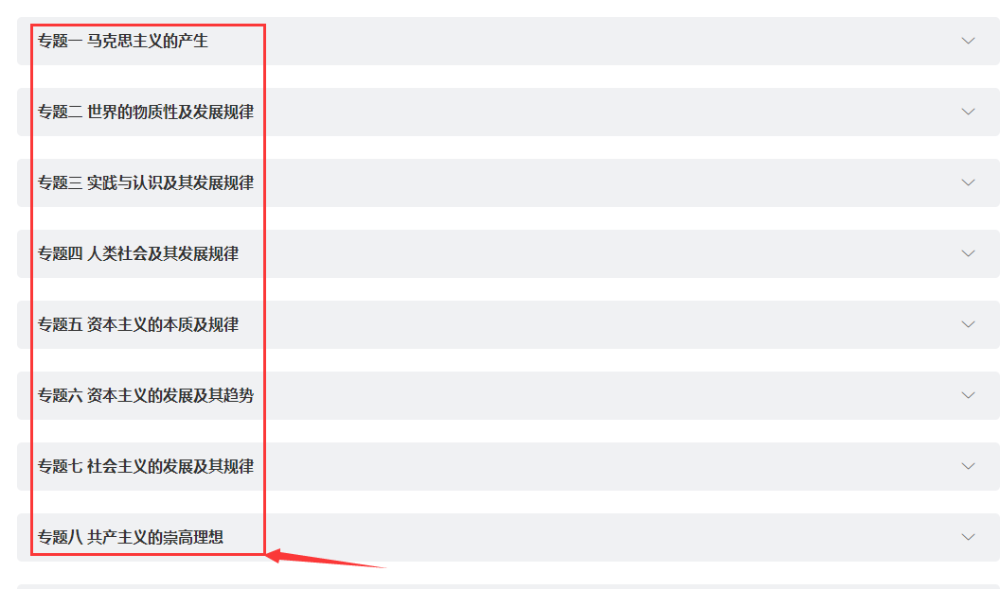 专题一 马克思主义的产生
专题二 世界的物质性及发展规律
专题三 实践与认识及其发展规律
专题四 人类社会及其发展规律
专题五 资本主义的本质及规律
专题六 资本主义的发展及其趋势
专题七 社会主义的发展及其规律
专题八 共产主义的崇高理想